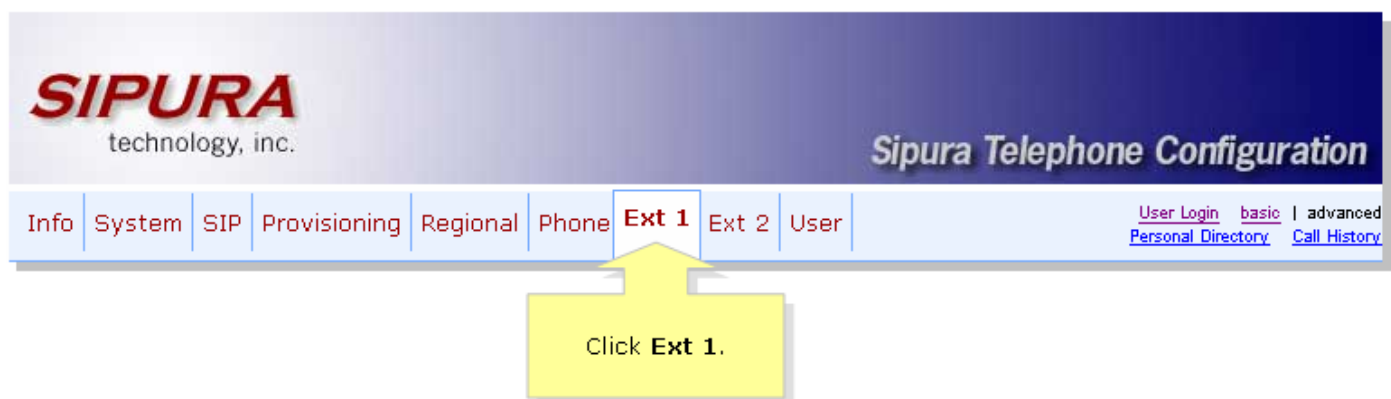 SIPURA
technology, inc.
Sipura Telephone Configuration
Info System SIP Provisioning Regional Phone Ext 1 Ext 2 User
User Login basic | advanced
Personal Directory Call History
Click Ext 1.